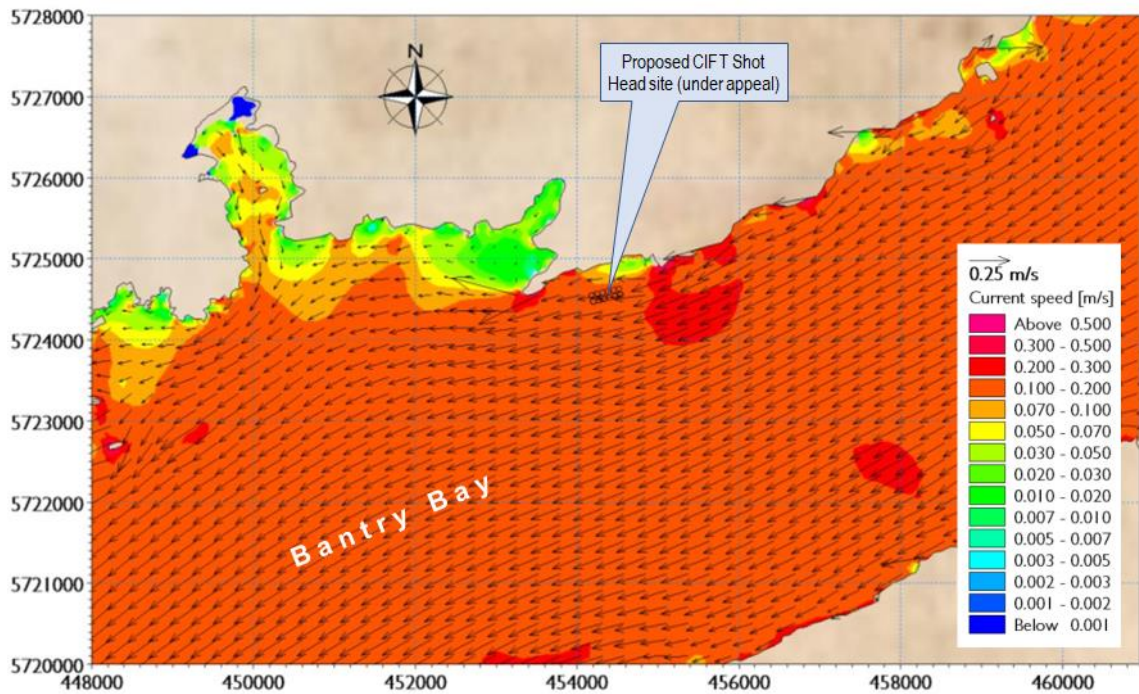 5728000
5727000
5726000
5725000
5724000
5723000
5722000
5721000
5720000
448000
450000
452000
454000
456000
458000
460000
N
Proposed CIFT Shot
Head site (under appeal)
Bantry Bay
0.25 m/s
Current speed [m/s]
Above 0.500
0.300 - 0.500
0.200 - 0.300
0.100 - 0.200
0.070 - 0.100
0.050 - 0.070
0.030 - 0.050
0.020 - 0.030
0.010 - 0.020
0.007 - 0.010
0.005 - 0.007
0.003 - 0.005
0.002 - 0.003
0.001 - 0.002
Below 0.001